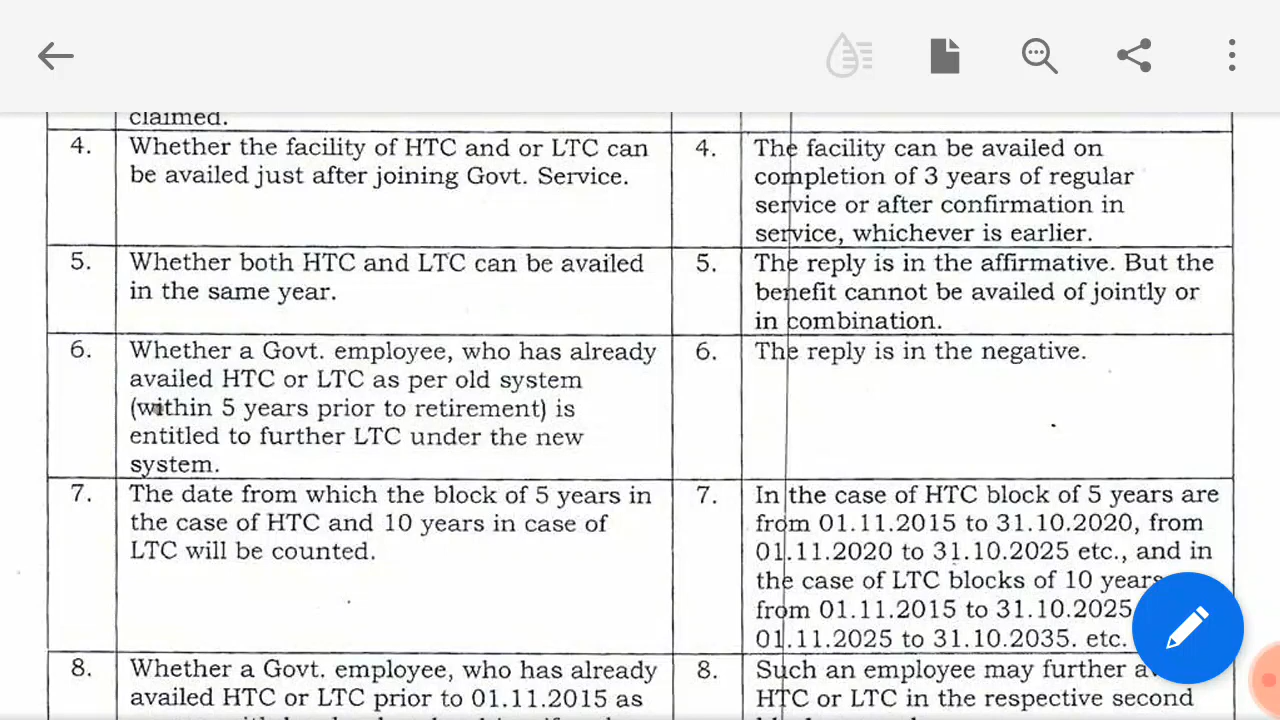 claimed.
4. Whether the facility of HTC and or LTC can
be availed just after joining Govt. Service.
4. The facility can be availed on
completion of 3 years of regular
service or after confirmation in
service, whichever is earlier.
5. Whether both HTC and LTC can be availed
in the same year.
5. The reply is in the affirmative. But the
benefit cannot be availed of jointly or
in combination.
6. Whether a Govt. employee, who has already
availed HTC or LTC as per old system
(within 5 years prior to retirement) is
entitled to further LTC under the new
system.
6. The reply is in the negative.
7. The date from which the block of 5 years in
the case of HTC and 10 years in case of
LTC will be counted.
7. In the case of HTC block of 5 years are
from 01.11.2015 to 31.10.2020, from
01.11.2020 to 31.10.2025 etc., and in
the case of LTC blocks of 10 years
from 01.11.2015 to 31.10.2025
01.11.2025 to 31.10.2035. etc.
8. Whether a Govt. employee, who has already
availed HTC or LTC prior to 01.11.2015 as
8. Such an employee may further
HTC or LTC in the respective second